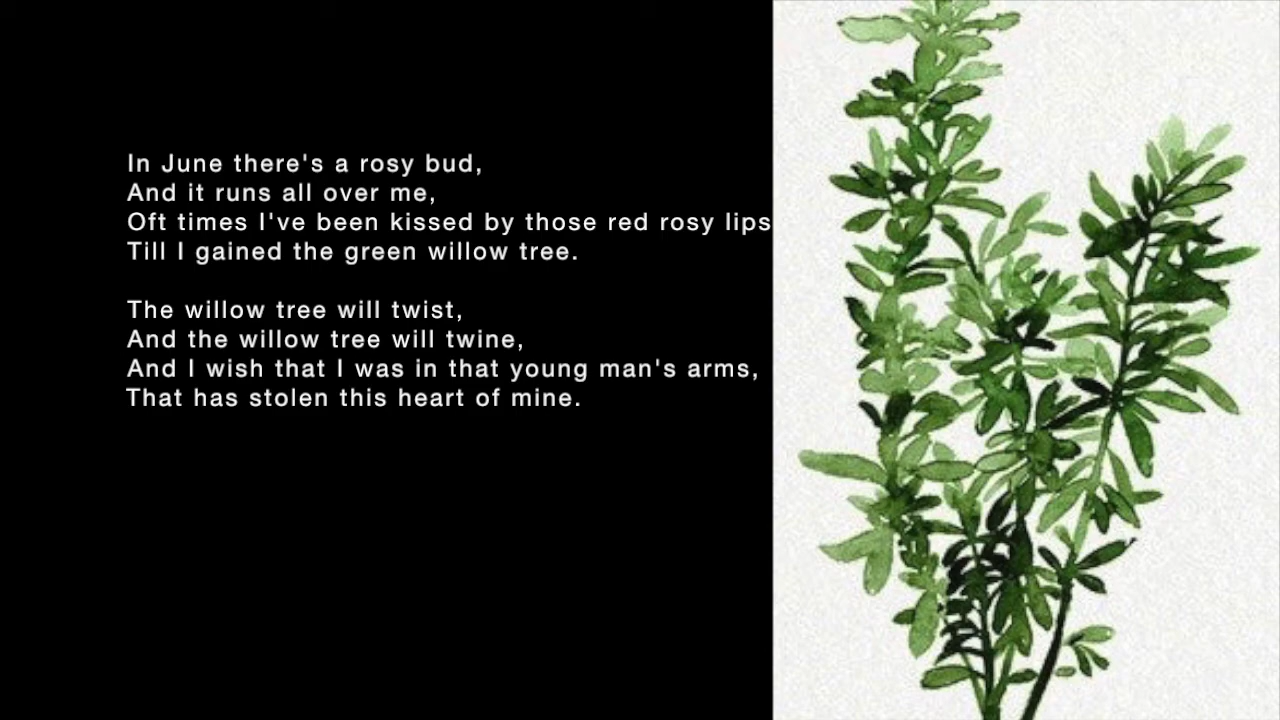 In June there's a rosy bud,
And it runs all over me,
Oft times I've been kissed by those red rosy lips
Till I gained the green willow tree.
The willow tree will twist,
And the willow tree will twine,
And I wish that I was in that young man's arms,
That has stolen this heart of mine.